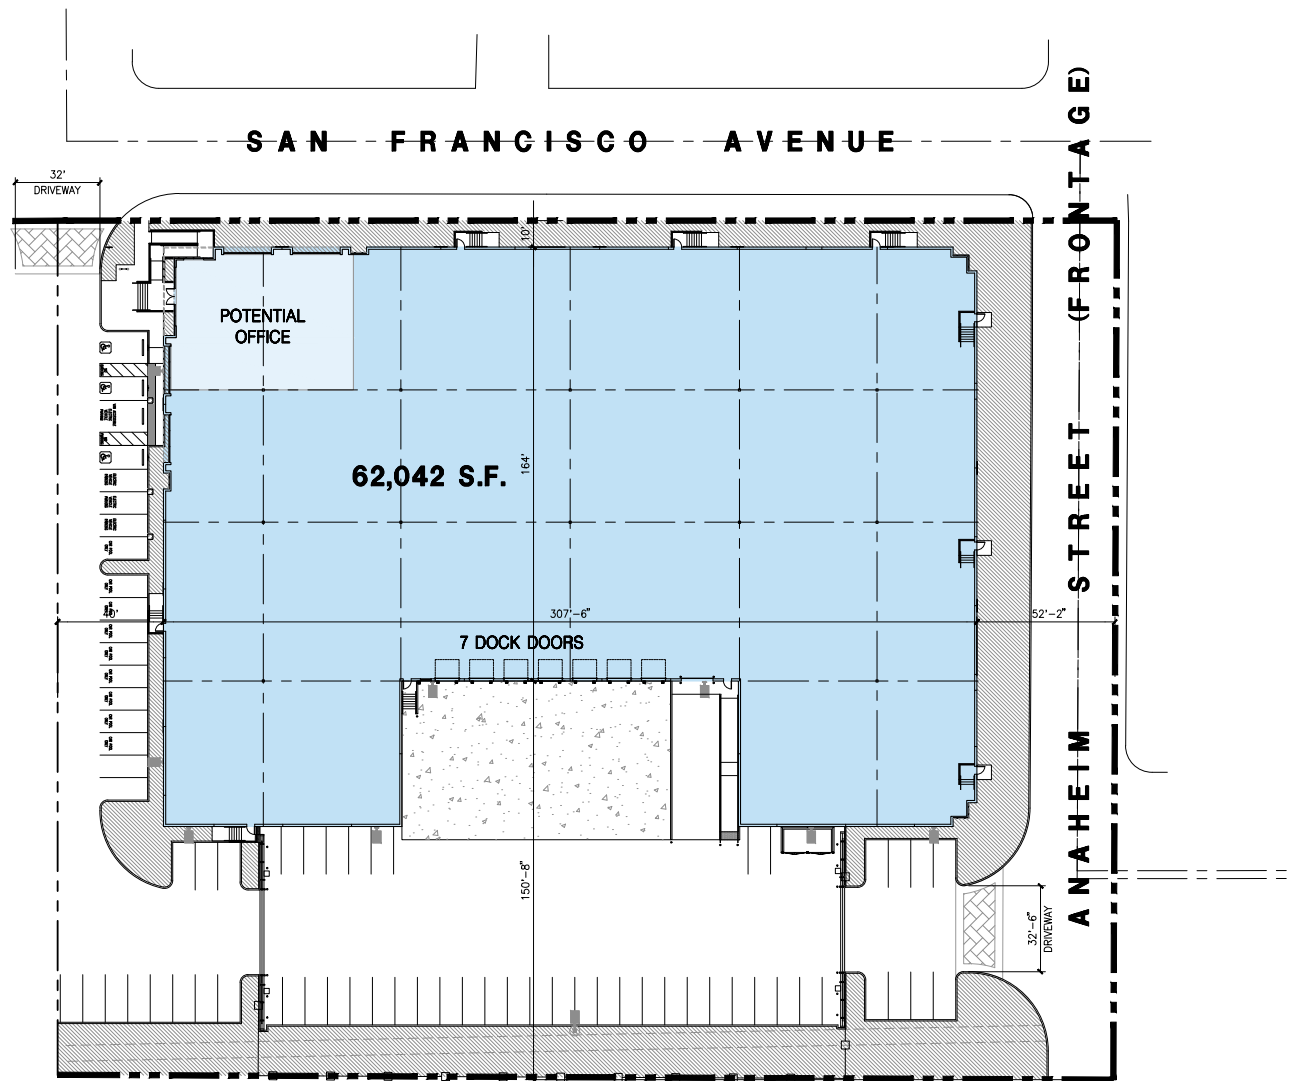 SAN FRANCISCO AVENUE
ANAHEIM STREET (FRONTAGE)
32'
DRIVEWAY
10'
POTENTIAL
OFFICE
164'
62,042 S.F.
307'-6"
52'-2"
7 DOCK DOORS
150'-8"
32'-6"
DRIVEWAY